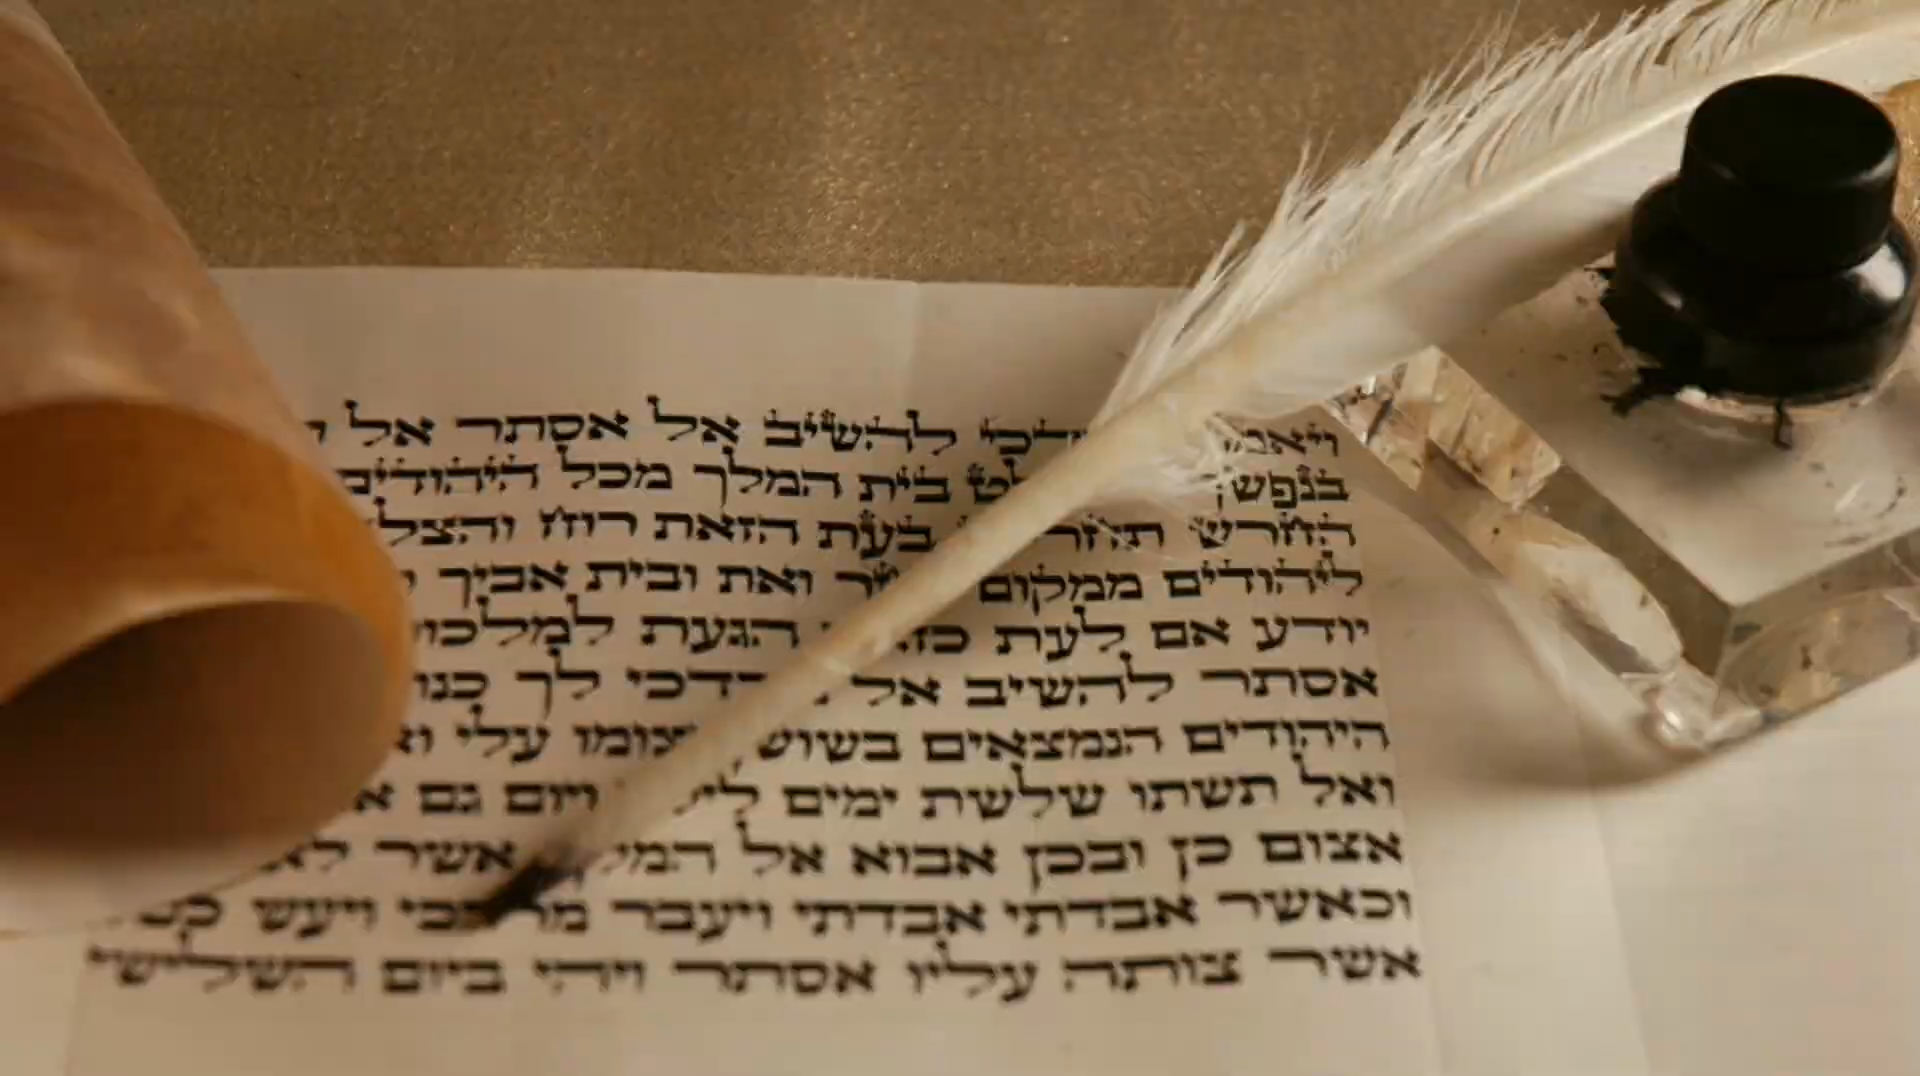 להשיב אל אסתר אל
בית המלך מכל היהודים
החרש בעת הזאת רוח והצל
ליהודים ממקום ואת ובית אביך
יודע אם לעת הגעת
אסתר להשיב אל לך
היהודים הנמצאים עלי
ואל תשתו שלשת ימים ויום גם
אצום כן ובכן אבוא אל אשר
וכאשר אבדתי אבדתי ויעבר ויעש
אשר צותה עליו אסתר ויהי ביום השלישי